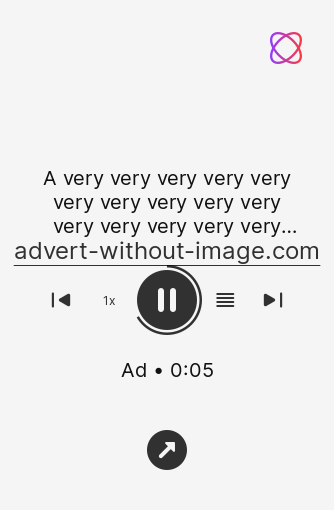 A very very very very very
very very very very very
very very very very very...
advert-without-image.com
1x
Ad • 0:05